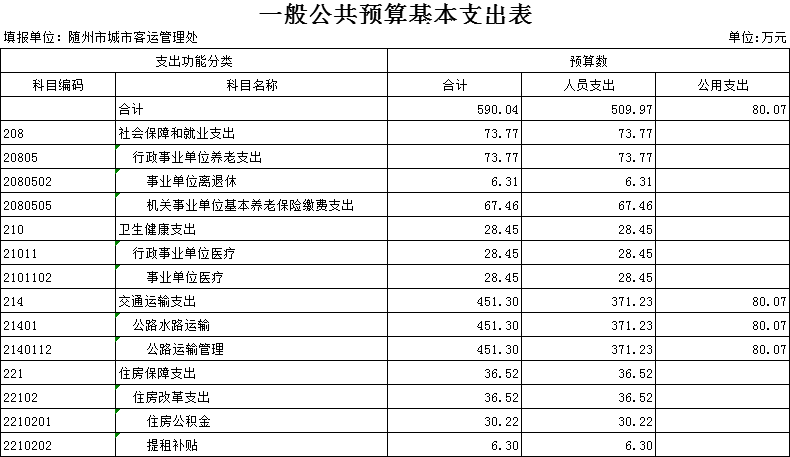 一般公共预算基本支出表
填报单位：随州市城市客运管理处 单位:万元
支出功能分类 预算数
科目编码 科目名称 合计 人员支出 公用支出
合计 590.04 509.97 80.07
208 社会保障和就业支出 73.77 73.77
20805 行政事业单位养老支出 73.77 73.77
2080502 事业单位离退休 6.31 6.31
2080505 机关事业单位基本养老保险缴费支出 67.46 67.46
210 卫生健康支出 28.45 28.45
21011 行政事业单位医疗 28.45 28.45
2101102 事业单位医疗 28.45 28.45
214 交通运输支出 451.30 371.23 80.07
21401 公路水路运输 451.30 371.23 80.07
2140112 公路运输管理 451.30 371.23 80.07
221 住房保障支出 36.52 36.52
22102 住房改革支出 36.52 36.52
2210201 住房公积金 30.22 30.22
2210202 提租补贴 6.30 6.30